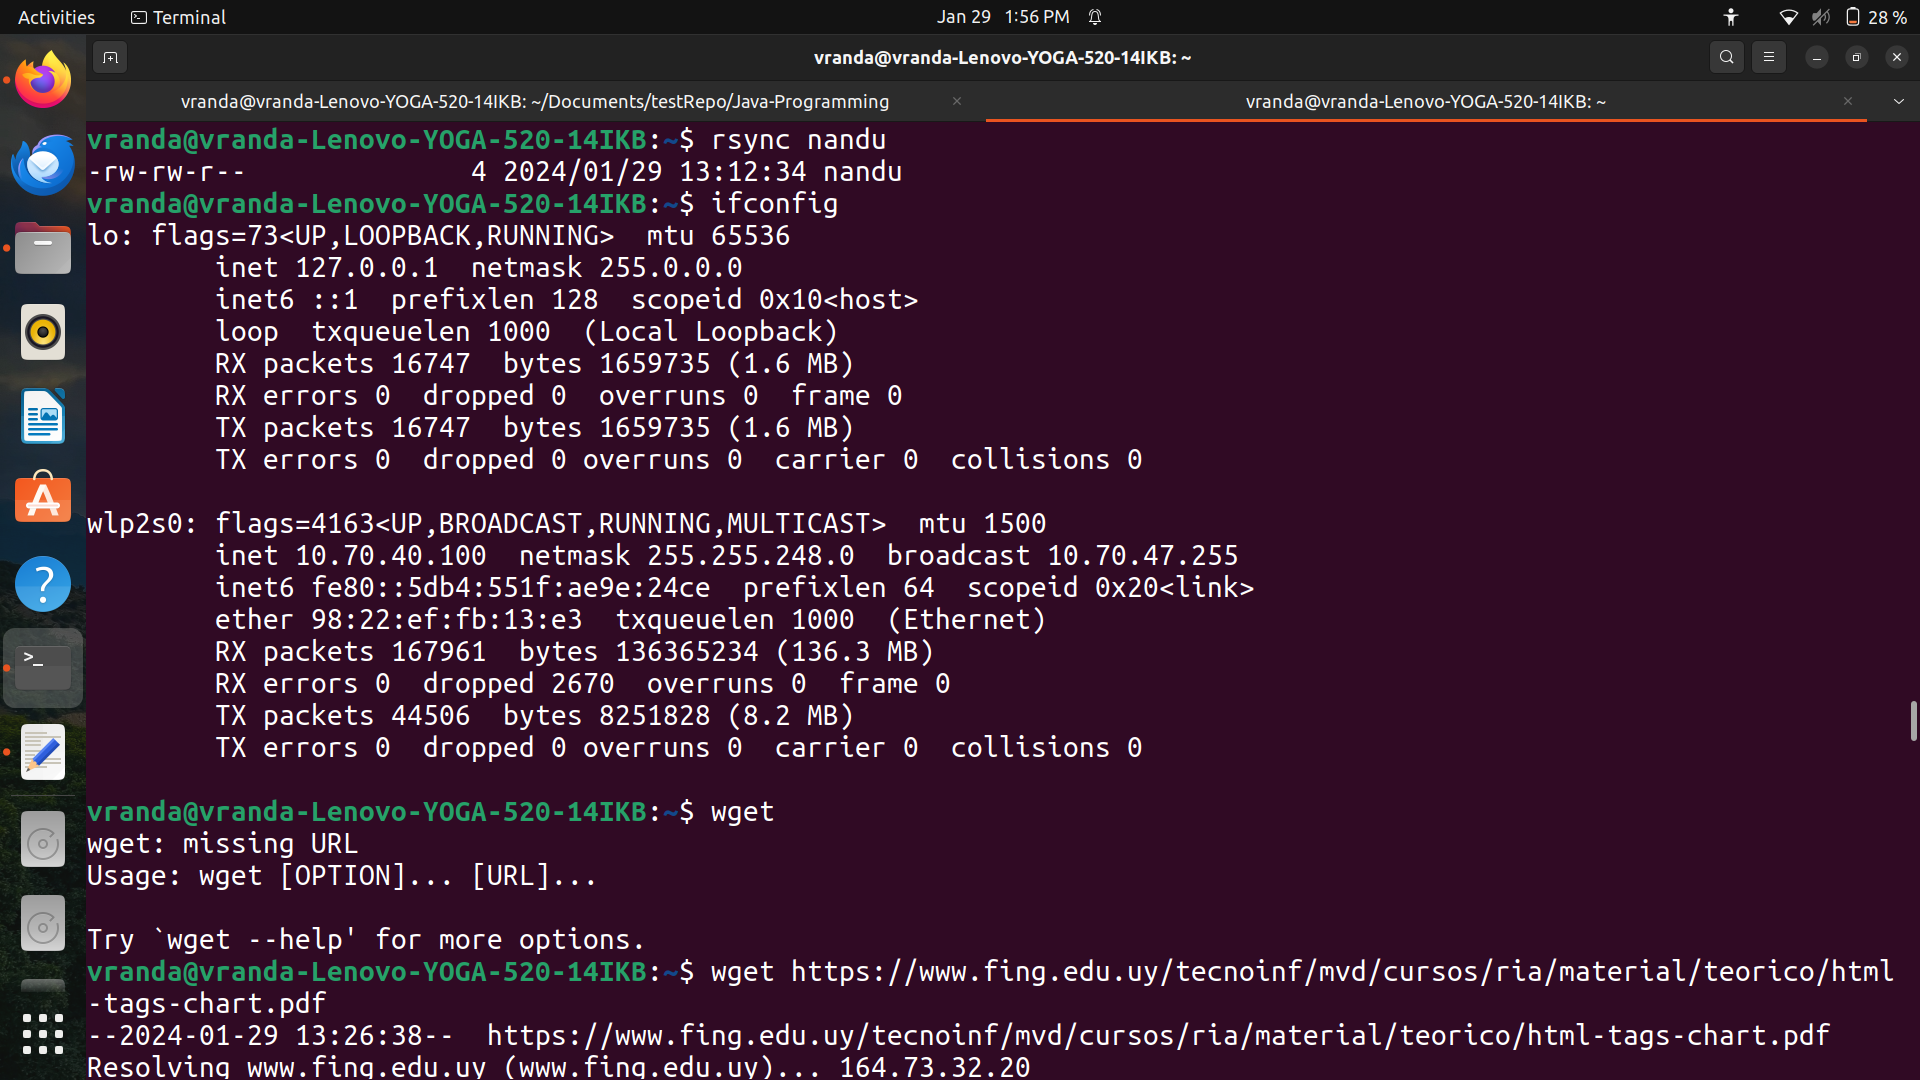 Activities Terminal Jan 29 1:56 PM 28 %
vranda@vranda-Lenovo-YOGA-520-14IKB: ~
vranda@vranda-Lenovo-YOGA-520-14IKB: ~/Documents/testRepo/Java-Programming × vranda@vranda-Lenovo-YOGA-520-14IKB: ~ ×
vranda@vranda-Lenovo-YOGA-520-14IKB:~$ rsync nandu
-rw-rw-r--              4 2024/01/29 13:12:34 nandu
vranda@vranda-Lenovo-YOGA-520-14IKB:~$ ifconfig
lo: flags=73<UP,LOOPBACK,RUNNING>  mtu 65536
        inet 127.0.0.1  netmask 255.0.0.0
        inet6 ::1  prefixlen 128  scopeid 0x10<host>
        loop  txqueuelen 1000  (Local Loopback)
        RX packets 16747  bytes 1659735 (1.6 MB)
        RX errors 0  dropped 0  overruns 0  frame 0
        TX packets 16747  bytes 1659735 (1.6 MB)
        TX errors 0  dropped 0 overruns 0  carrier 0  collisions 0
wlp2s0: flags=4163<UP,BROADCAST,RUNNING,MULTICAST>  mtu 1500
        inet 10.70.40.100  netmask 255.255.248.0  broadcast 10.70.47.255
        inet6 fe80::5db4:551f:ae9e:24ce  prefixlen 64  scopeid 0x20<link>
        ether 98:22:ef:fb:13:e3  txqueuelen 1000  (Ethernet)
        RX packets 167961  bytes 136365234 (136.3 MB)
        RX errors 0  dropped 2670  overruns 0  frame 0
        TX packets 44506  bytes 8251828 (8.2 MB)
        TX errors 0  dropped 0 overruns 0  carrier 0  collisions 0
vranda@vranda-Lenovo-YOGA-520-14IKB:~$ wget
wget: missing URL
Usage: wget [OPTION]... [URL]...
Try `wget --help' for more options.
vranda@vranda-Lenovo-YOGA-520-14IKB:~$ wget https://www.fing.edu.uy/tecnoinf/mvd/cursos/ria/material/teorico/html
-tags-chart.pdf
--2024-01-29 13:26:38--  https://www.fing.edu.uy/tecnoinf/mvd/cursos/ria/material/teorico/html-tags-chart.pdf
Resolving www.fing.edu.uy (www.fing.edu.uy)... 164.73.32.20